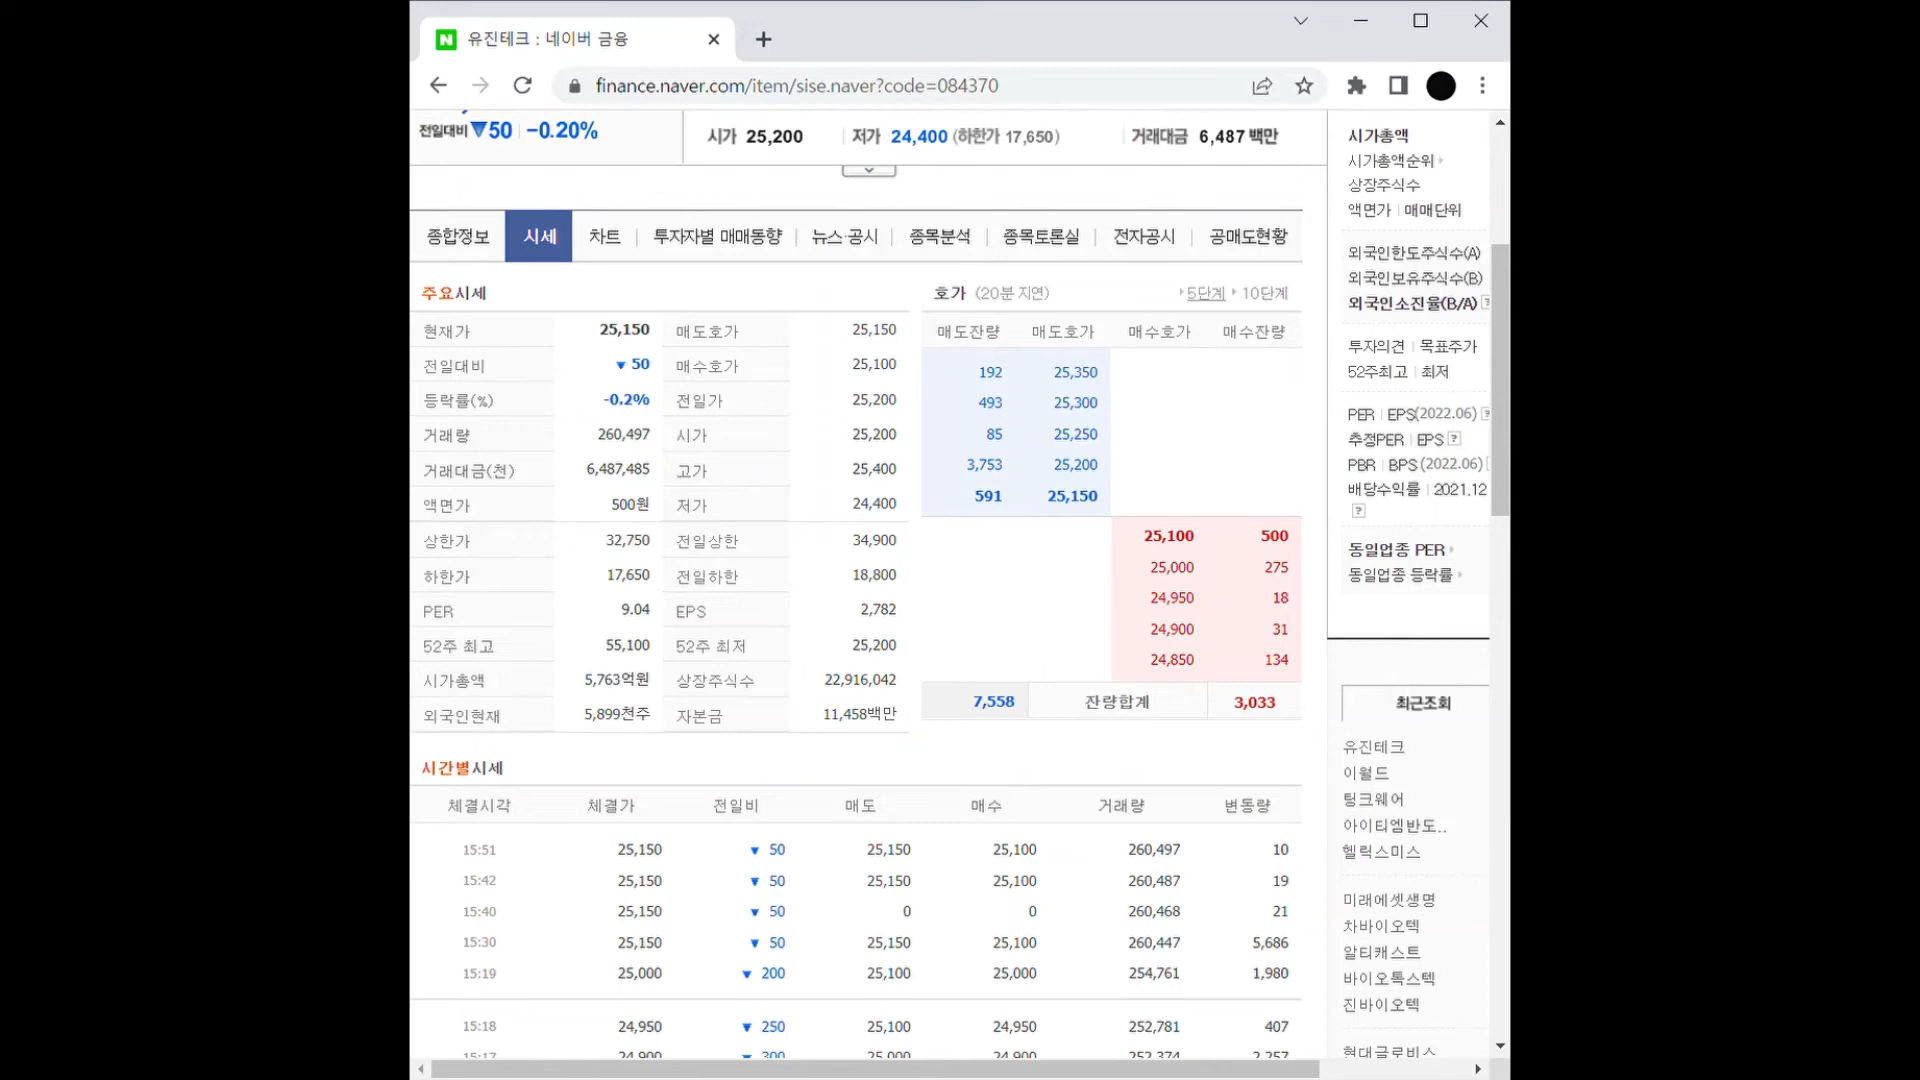 유진테크 : 네이버 금융
finance.naver.com/item/sise.naver?code=084370
전일대비 ▼50 -0.20%
시가 25,200 저가 24,400 (하한가 17,650) 거래대금 6,487 백만
종합정보 시세 차트 투자자별 매매동향 뉴스·공시 종목분석 종목토론실 전자공시 공매도현황
주요시세
현재가 25,150 매도호가 25,150
전일대비 ▼ 50 매수호가 25,100
등락률(%) -0.2% 전일가 25,200
거래량 260,497 시가 25,200
거래대금(천) 6,487,485 고가 25,400
액면가 500원 저가 24,400
상한가 32,750 전일상한 34,900
하한가 17,650 전일하한 18,800
PER 9.04 EPS 2,782
52주 최고 55,100 52주 최저 25,200
시가총액 5,763억원 상장주식수 22,916,042
외국인현재 5,899천주 자본금 11,458백만
호가 (20분 지연) 5단계 10단계
매도잔량 매도호가 매수호가 매수잔량
192 25,350
493 25,300
85 25,250
3,753 25,200
591 25,150
25,100 500
25,000 275
24,950 18
24,900 31
24,850 134
7,558 잔량합계 3,033
시간별시세
체결시각 체결가 전일비 매도 매수 거래량 변동량
15:51 25,150 ▼ 50 25,150 25,100 260,497 10
15:42 25,150 ▼ 50 25,150 25,100 260,487 19
15:40 25,150 ▼ 50 0 0 260,468 21
15:30 25,150 ▼ 50 25,150 25,100 260,447 5,686
15:19 25,000 ▼ 200 25,100 25,000 254,761 1,980
15:18 24,950 ▼ 250 25,100 24,950 252,781 407
15:17 24,900 ▼ 300 25,000 24,900 252,374 2,257
시가총액
시가총액순위
상장주식수
액면가 매매단위
외국인한도주식수(A)
외국인보유주식수(B)
외국인소진율(B/A) ?
투자의견 목표주가
52주최고 최저
PER EPS(2022.06) ?
추정PER EPS ?
PBR BPS (2022.06)
배당수익률 2021.12
?
동일업종 PER
동일업종 등락률
최근조회
유진테크
이월드
팅크웨어
아이티엠반도..
헬릭스미스
미래에셋생명
차바이오텍
알티캐스트
바이오톡스텍
진바이오텍
현대글로비스